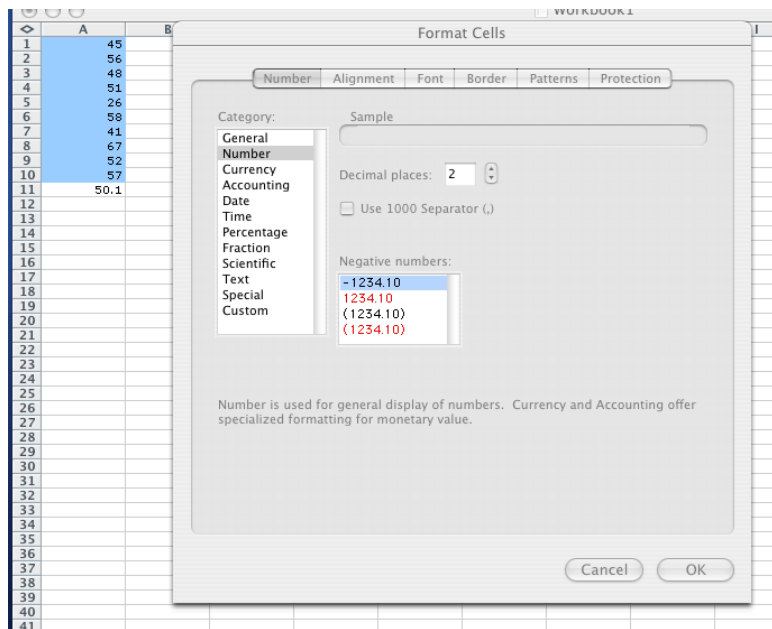 Workbook1
A B I
Format Cells
1 45
2 56
3 48
4 51
5 26
6 58
7 41
8 67
9 52
10 57
11 50.1
12
13
14
15
16
17
18
19
20
21
22
23
24
25
26
27
28
29
30
31
32
33
34
35
36
37
38
39
40
41
Number Alignment Font Border Patterns Protection
Category:
General
Number
Currency
Accounting
Date
Time
Percentage
Fraction
Scientific
Text
Special
Custom
Sample
Decimal places: 2
Use 1000 Separator (,)
Negative numbers:
-1234.10
1234.10
(1234.10)
(1234.10)
Number is used for general display of numbers. Currency and Accounting offer
specialized formatting for monetary value.
Cancel OK